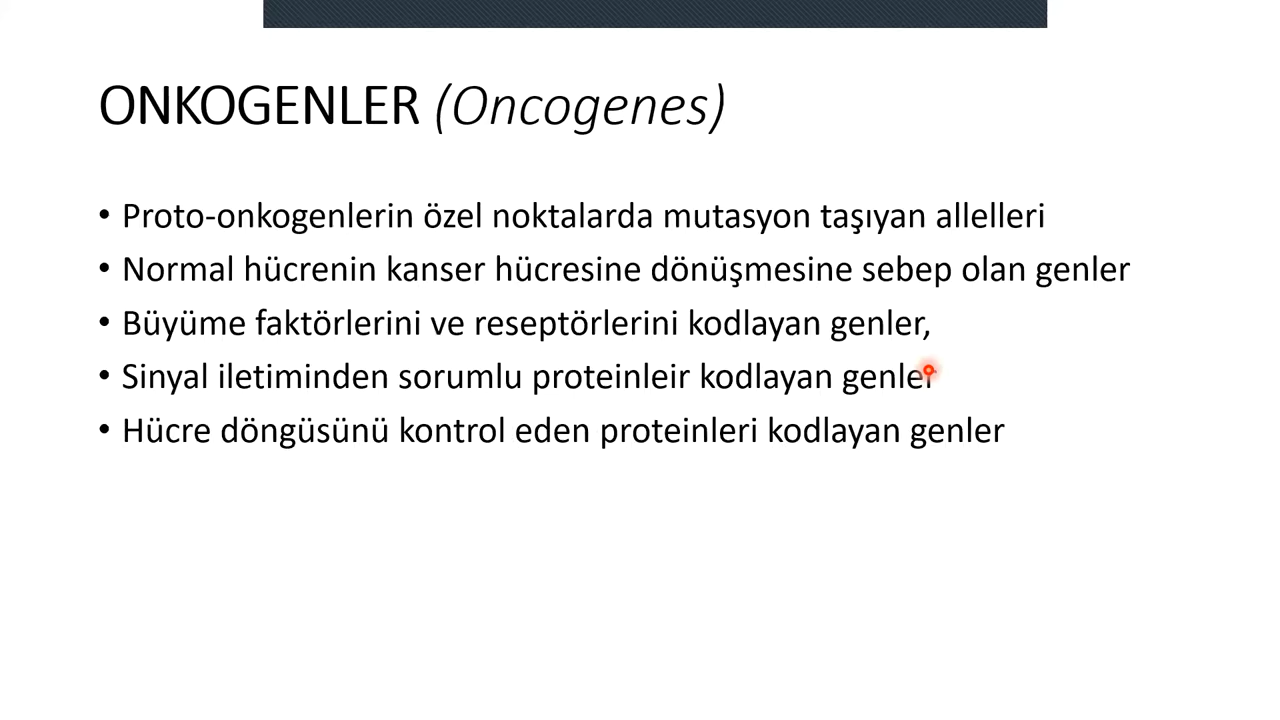 ONKOGENLER (Oncogenes)
• Proto-onkogenlerin özel noktalarda mutasyon taşıyan allelleri
• Normal hücrenin kanser hücresine dönüşmesine sebep olan genler
• Büyüme faktörlerini ve reseptörlerini kodlayan genler,
• Sinyal iletiminden sorumlu proteinleir kodlayan genler
• Hücre döngüsünü kontrol eden proteinleri kodlayan genler